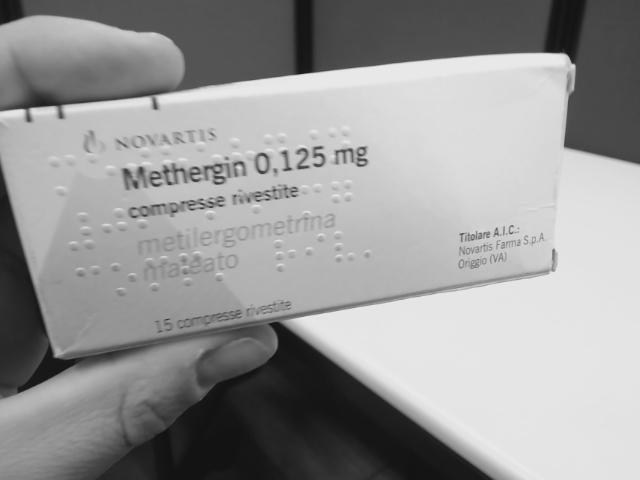 NOVARTIS
Methergin 0,125 mg
compresse rivestite
metilergometrina
maleato
15 compresse rivestite
Titolare A.I.C.:
Novartis Farma S.p.A.
Origgio (VA)